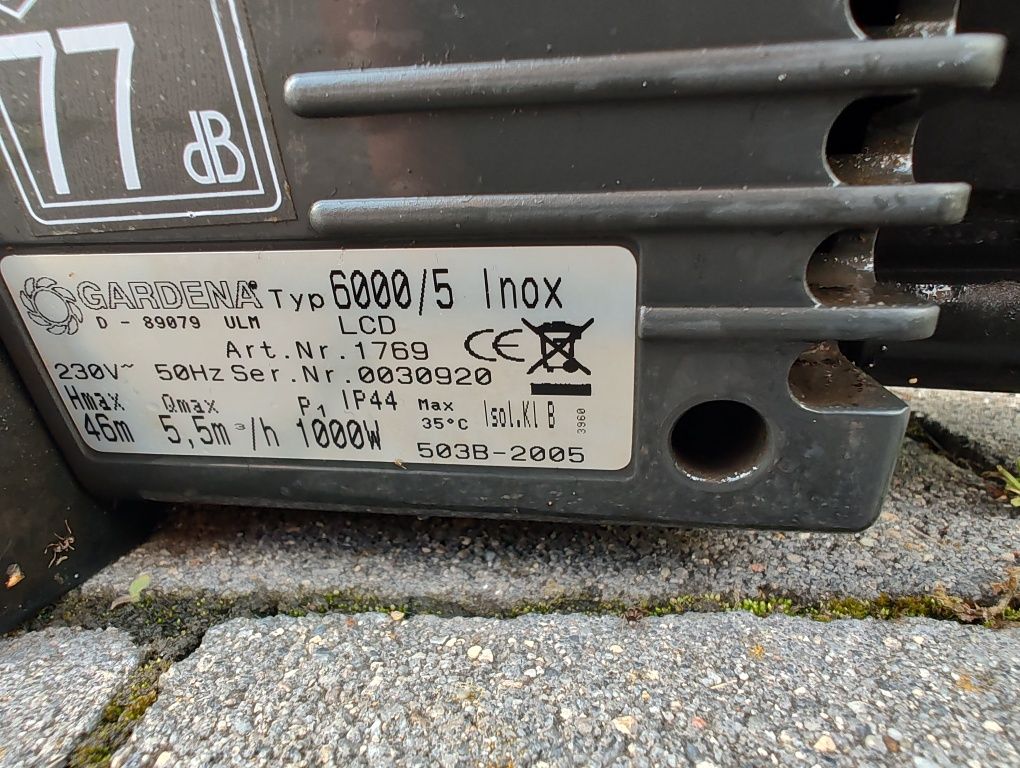 77 dB
GARDENA Typ 6000/5 Inox
D - 89079 ULM LCD
Art.Nr.1769 CE
230V~ 50Hz Ser.Nr.0030920
Hmax Qmax P₁ IP44 Max Isol.Kl B 3960
46m 5,5m³/h 1000W 35°C
503B-2005